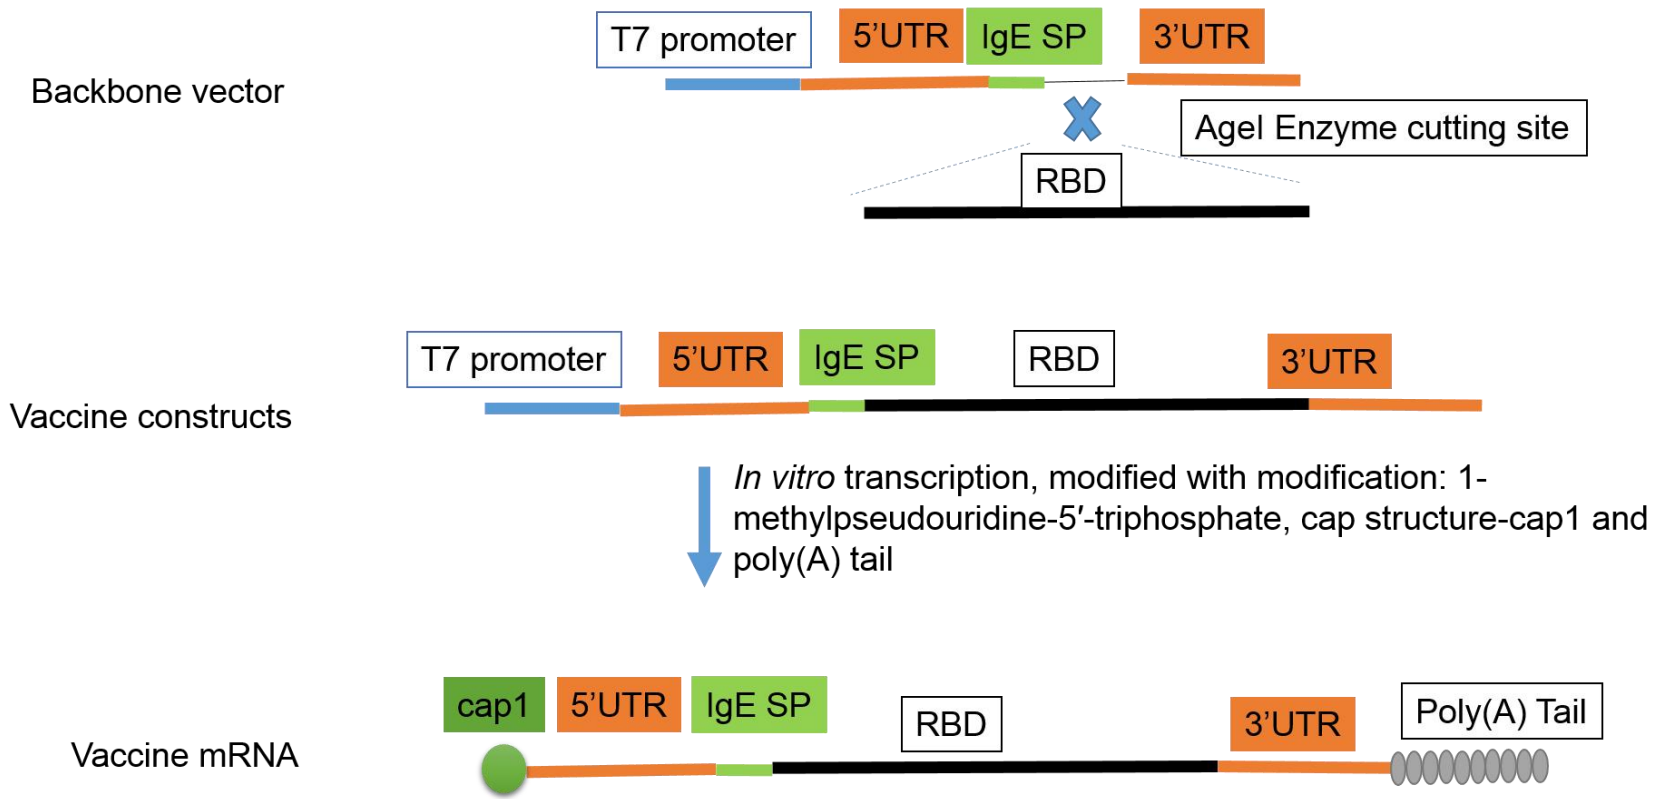 T7 promoter
5’UTR
IgE SP
3’UTR
Backbone vector
AgeI Enzyme cutting site
RBD
T7 promoter
5’UTR
IgE SP
RBD
3’UTR
Vaccine constructs
In vitro transcription, modified with modification: 1-
methylpseudouridine-5′-triphosphate, cap structure-cap1 and
poly(A) tail
cap1
5’UTR
IgE SP
RBD
3’UTR
Poly(A) Tail
Vaccine mRNA